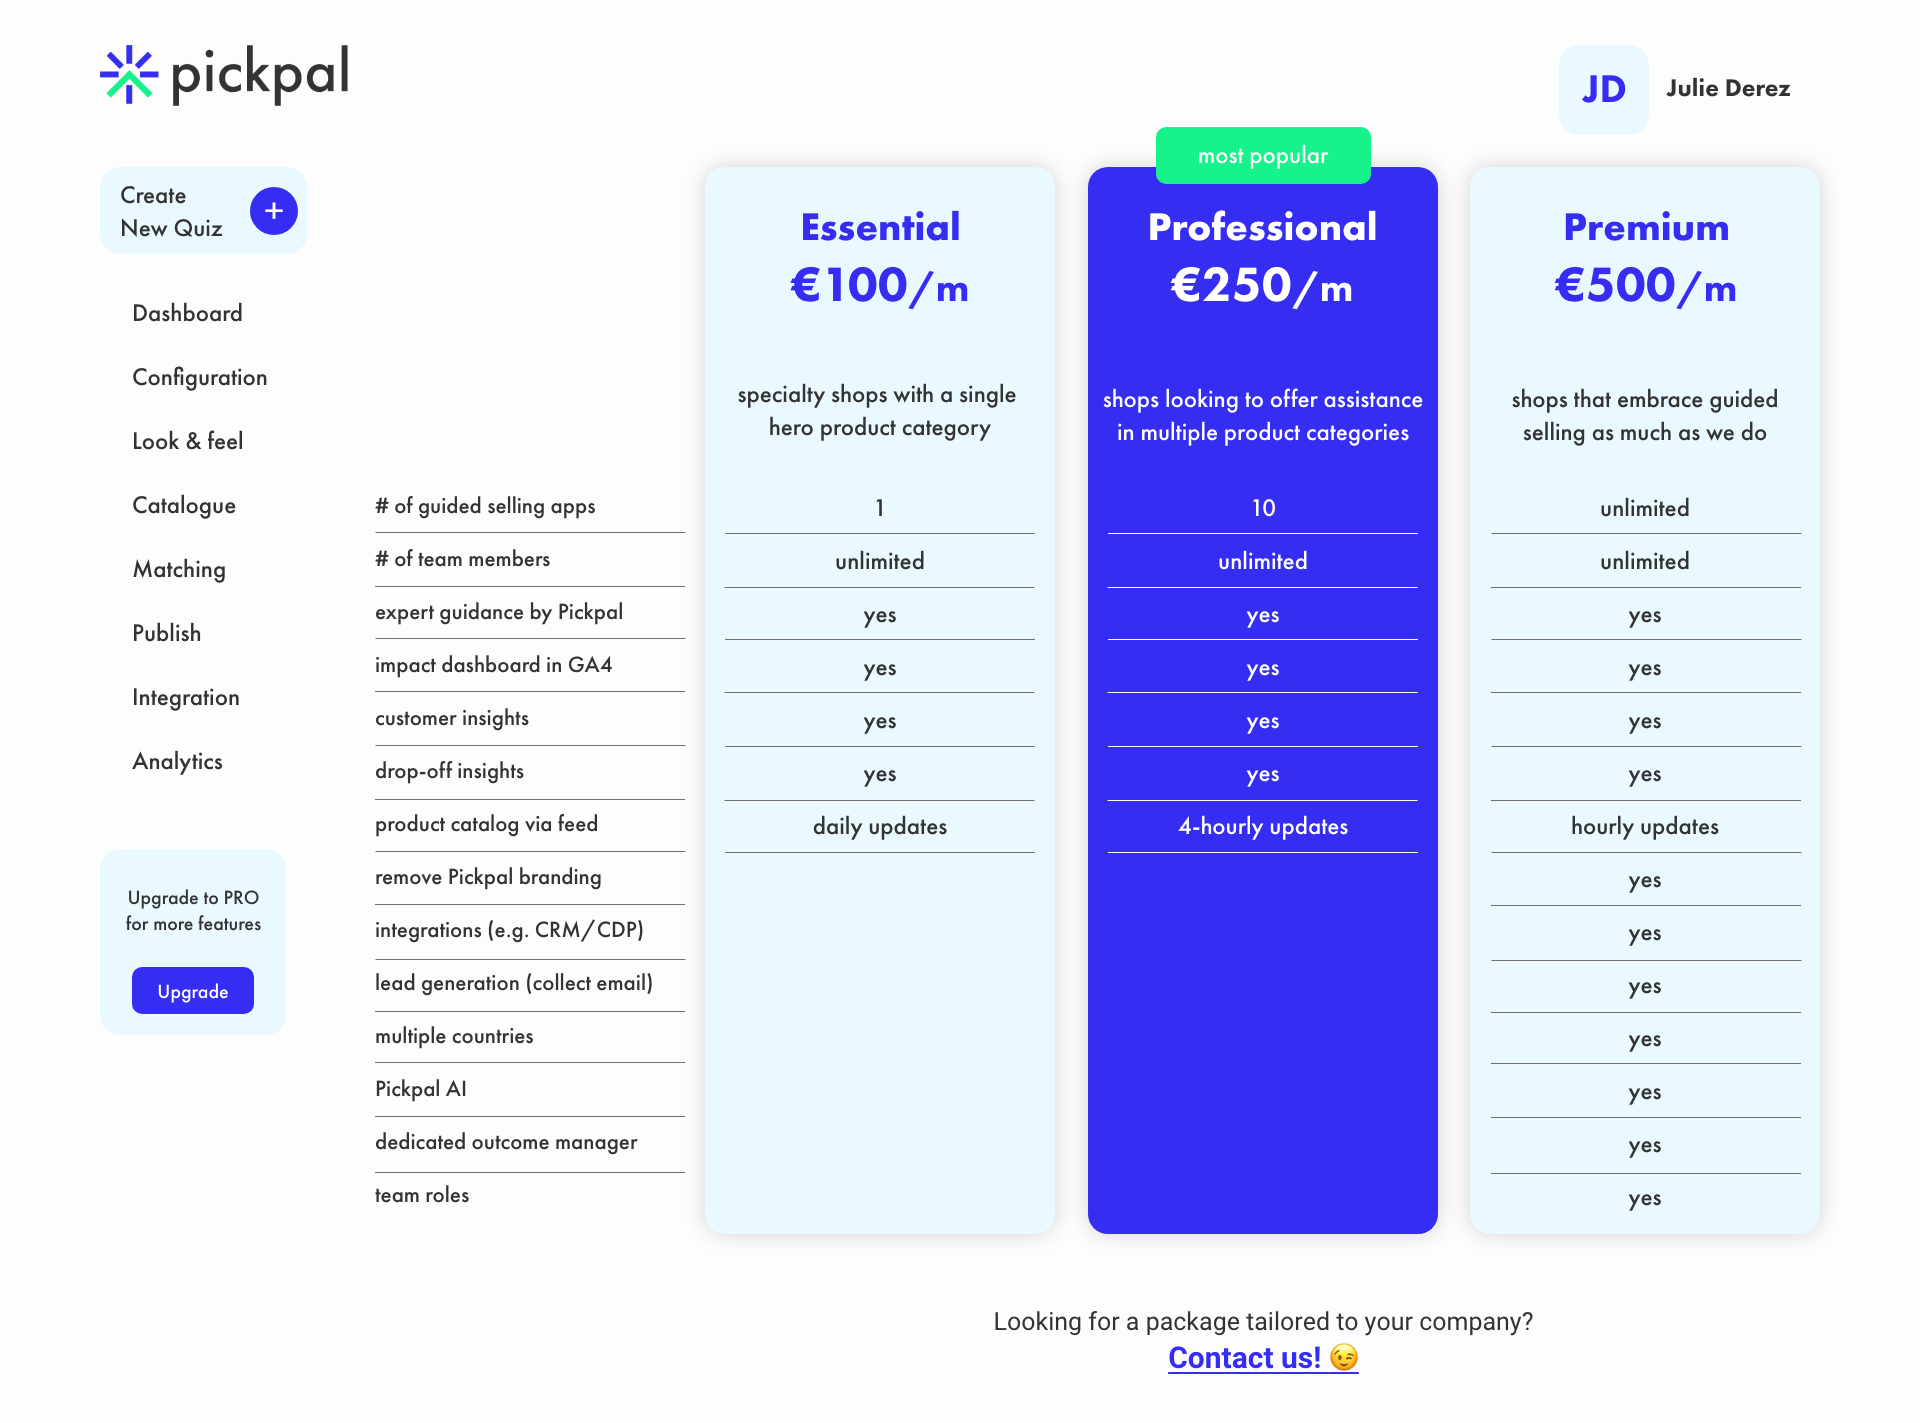 pickpal
JD
Julie Derez
Create
New Quiz
+
Dashboard
Configuration
Look & feel
Catalogue
Matching
Publish
Integration
Analytics
Upgrade to PRO
for more features
Upgrade
most popular
Essential
€100/m
Professional
€250/m
Premium
€500/m
specialty shops with a single
hero product category
shops looking to offer assistance
in multiple product categories
shops that embrace guided
selling as much as we do
# of guided selling apps 1 10 unlimited
# of team members unlimited unlimited unlimited
expert guidance by Pickpal yes yes yes
impact dashboard in GA4 yes yes yes
customer insights yes yes yes
drop-off insights yes yes yes
product catalog via feed daily updates 4-hourly updates hourly updates
remove Pickpal branding yes
integrations (e.g. CRM/CDP) yes
lead generation (collect email) yes
multiple countries yes
Pickpal AI yes
dedicated outcome manager yes
team roles yes
Looking for a package tailored to your company?
Contact us! 😉